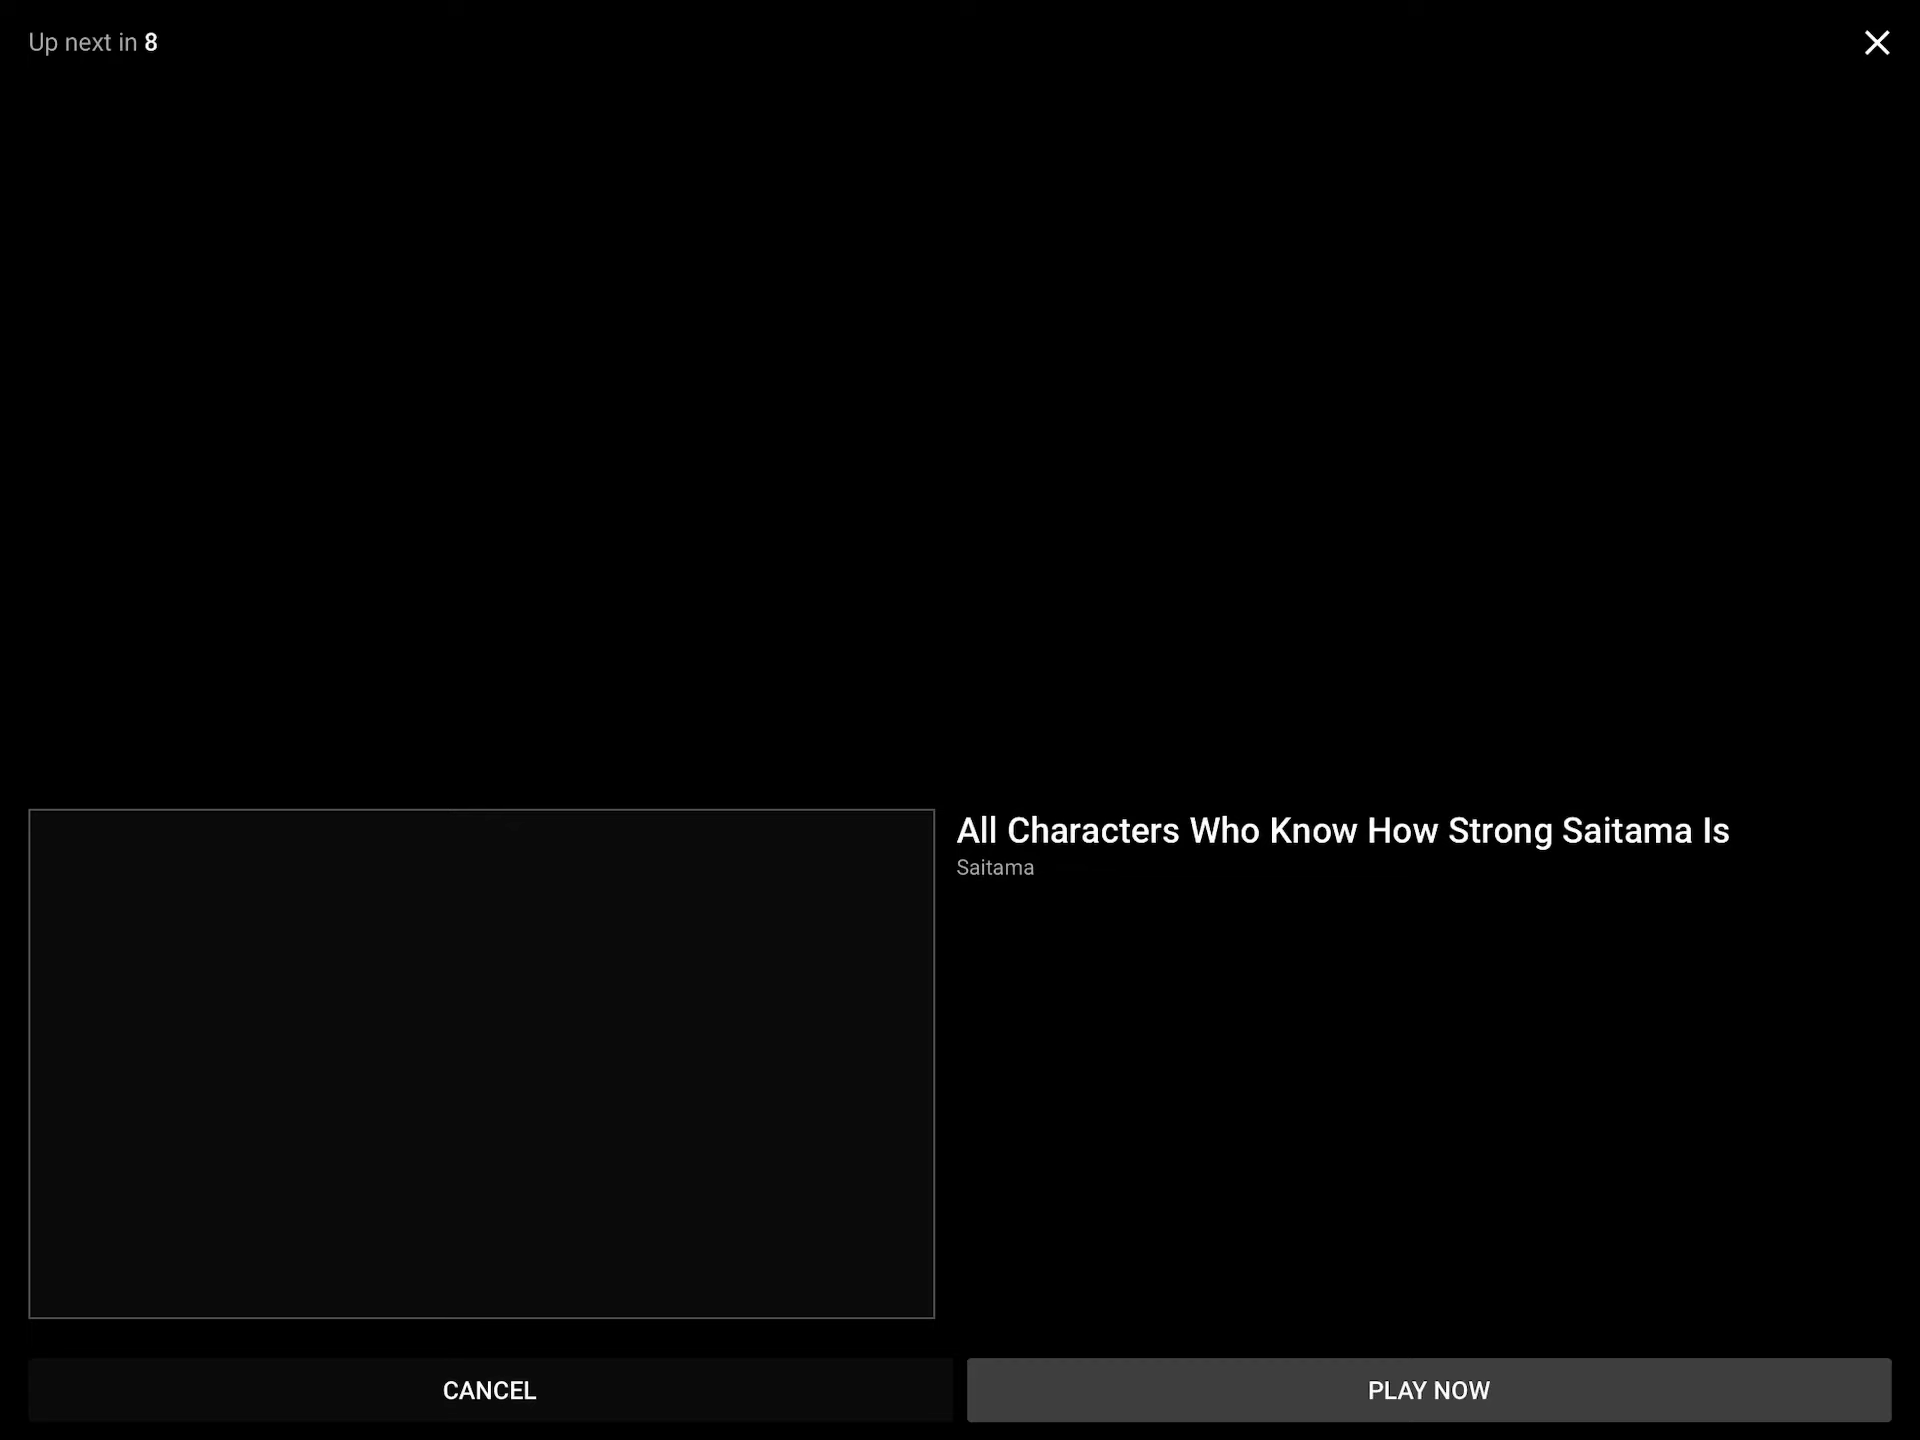 Up next in 8
All Characters Who Know How Strong Saitama Is
Saitama
CANCEL
PLAY NOW